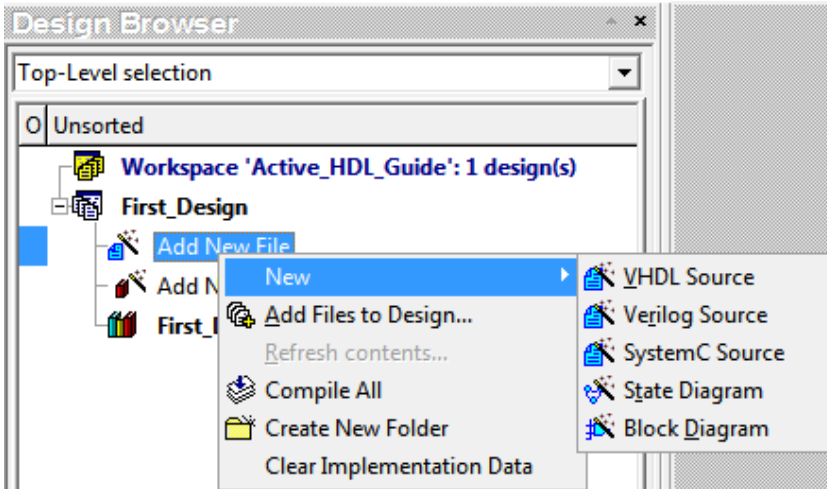 Design Browser
Top-Level selection
O Unsorted
Workspace 'Active_HDL_Guide': 1 design(s)
First_Design
Add New File
Add N
First_
New
Add Files to Design...
Refresh contents...
Compile All
Create New Folder
Clear Implementation Data
VHDL Source
Verilog Source
SystemC Source
State Diagram
Block Diagram